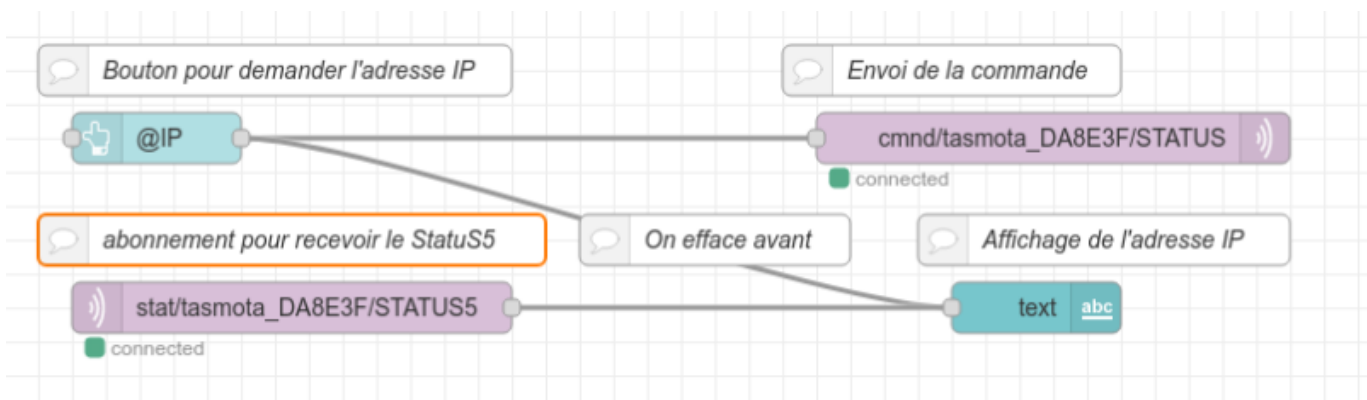 Bouton pour demander l'adresse IP
Envoi de la commande
@IP
cmnd/tasmota_DA8E3F/STATUS
connected
abonnement pour recevoir le StatuS5
On efface avant
Affichage de l'adresse IP
stat/tasmota_DA8E3F/STATUS5
text
abc
connected